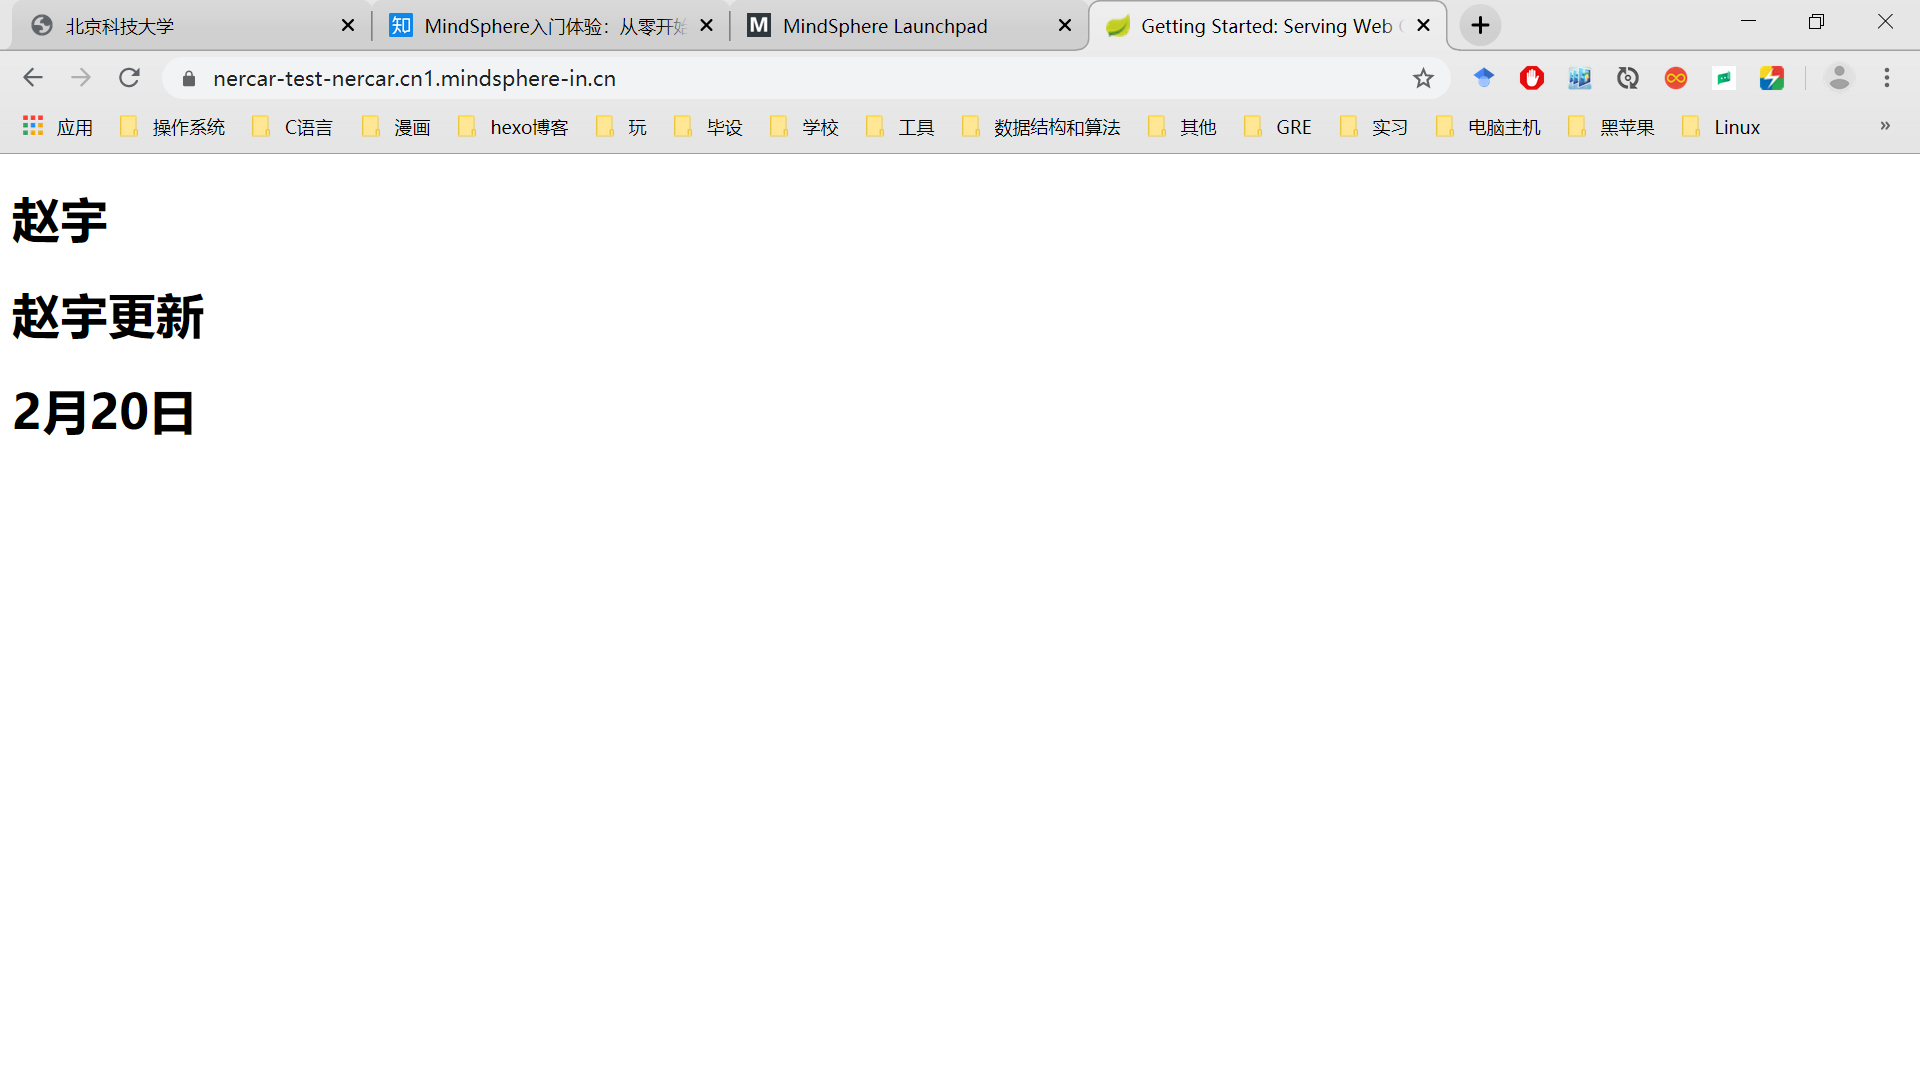 北京科技大学
知 MindSphere入门体验：从零开始
M MindSphere Launchpad
Getting Started: Serving Web
nercar-test-nercar.cn1.mindsphere-in.cn
应用 操作系统 C语言 漫画 hexo博客 玩 毕设 学校 工具 数据结构和算法 其他 GRE 实习 电脑主机 黑苹果 Linux »
赵宇
赵宇更新
2月20日